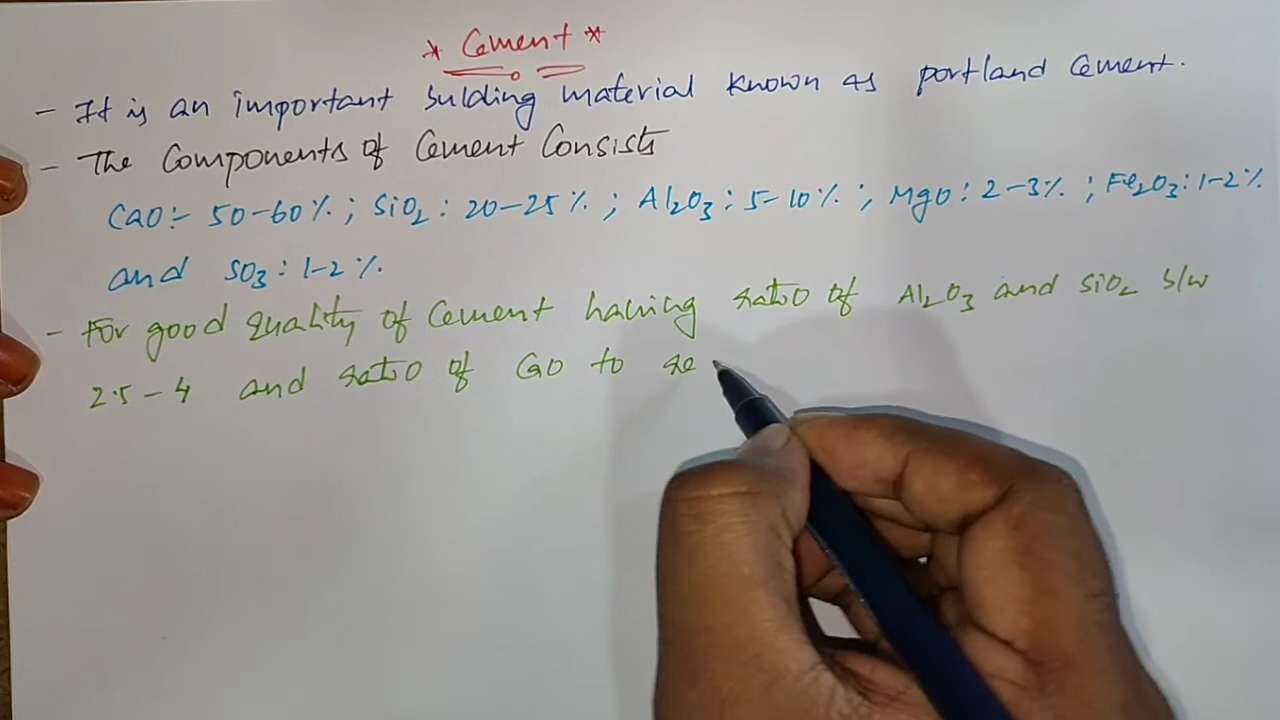 * Cement *
- It is an important bulding material known as portland cement.
- The Components of Cement Consists
CaO:- 50-60%; SiO2: 20-25%; Al2O3: 5-10%; MgO: 2-3%; Fe2O3: 1-2%
and SO3: 1-2%.
- For good quality of Cement having ratio of Al2O3 and SiO2 b/w
2.5-4 and ratio of CaO to re